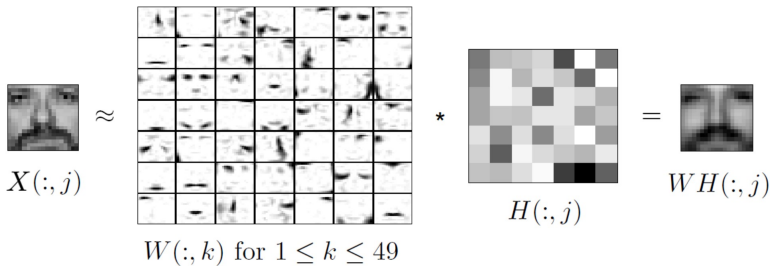 ≈
*
=
X(:, j)
W(:, k) for 1 ≤ k ≤ 49
H(:, j)
WH(:, j)